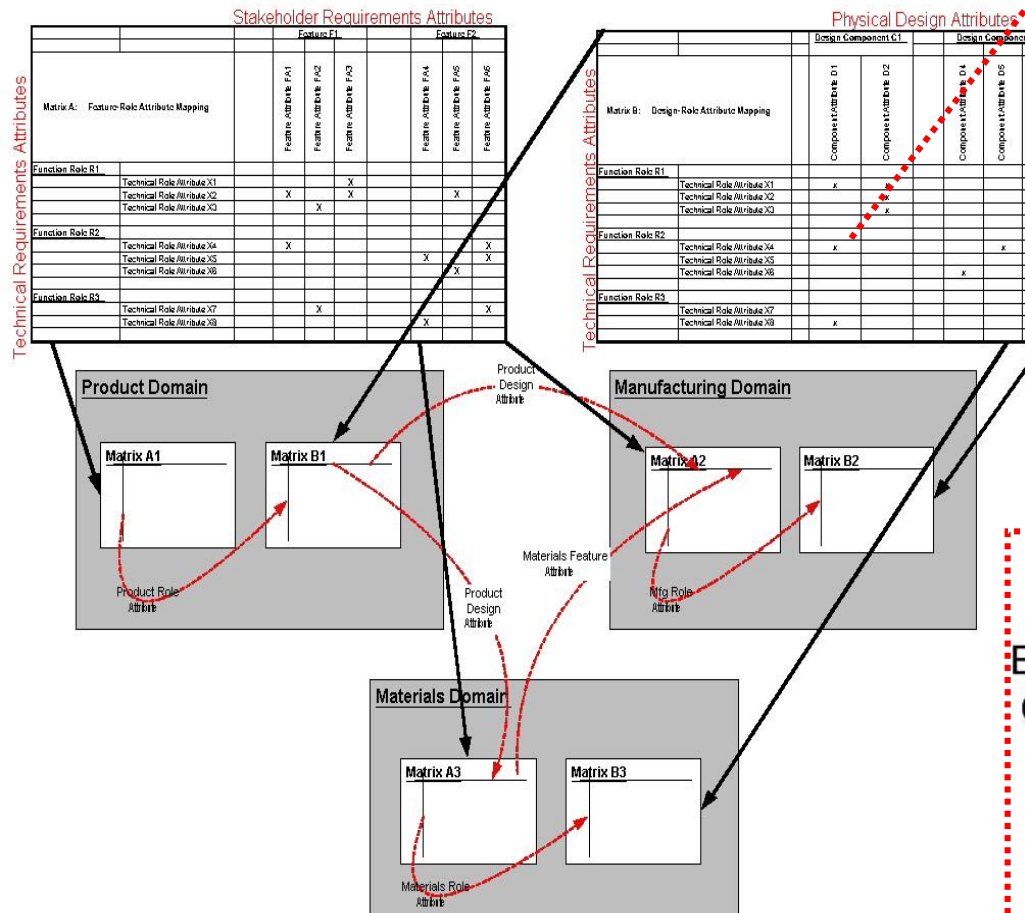 Stakeholder Requirements Attributes
Technical Requirements Attributes
Feature F1
Feature F2
Matrix A: Feature-Role Attribute Mapping
Feature Attribute FA1
Feature Attribute FA2
Feature Attribute FA3
Feature Attribute FA4
Feature Attribute FA5
Feature Attribute FA6
Function Role R1
Technical Role Attribute X1 X
Technical Role Attribute X2 X X X
Technical Role Attribute X3 X
Function Role R2
Technical Role Attribute X4 X X
Technical Role Attribute X5 X X
Technical Role Attribute X6 X
Function Role R3
Technical Role Attribute X7 X X
Technical Role Attribute X8 X
Physical Design Attributes
Technical Requirements Attributes
Design Component C1
Design Component
Matrix B: Design-Role Attribute Mapping
Component Attribute D1
Component Attribute D2
Component Attribute D4
Component Attribute D5
Function Role R1
Technical Role Attribute X1 x x
Technical Role Attribute X2 x
Technical Role Attribute X3 x
Function Role R2
Technical Role Attribute X4 x x
Technical Role Attribute X5
Technical Role Attribute X6 x
Function Role R3
Technical Role Attribute X7
Technical Role Attribute X8 x
Product Domain
Matrix A1
Matrix B1
Product Role
Attribute
Product
Design
Attribute
Manufacturing Domain
Matrix A2
Matrix B2
Mfg Role
Attribute
Materials Feature
Attribute
Product
Design
Attribute
Materials Domain
Matrix A3
Matrix B3
Materials Role
Attribute